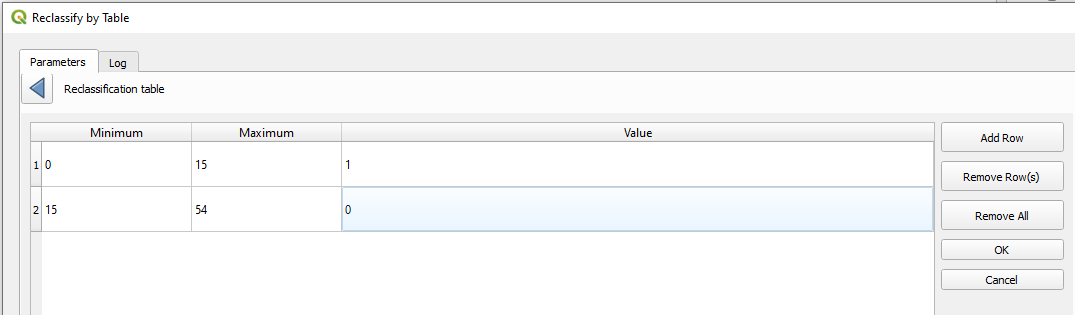 Reclassify by Table
Parameters Log
Reclassification table
Minimum Maximum Value
Add Row
1 0 15 1
Remove Row(s)
2 15 54 0
Remove All
OK
Cancel